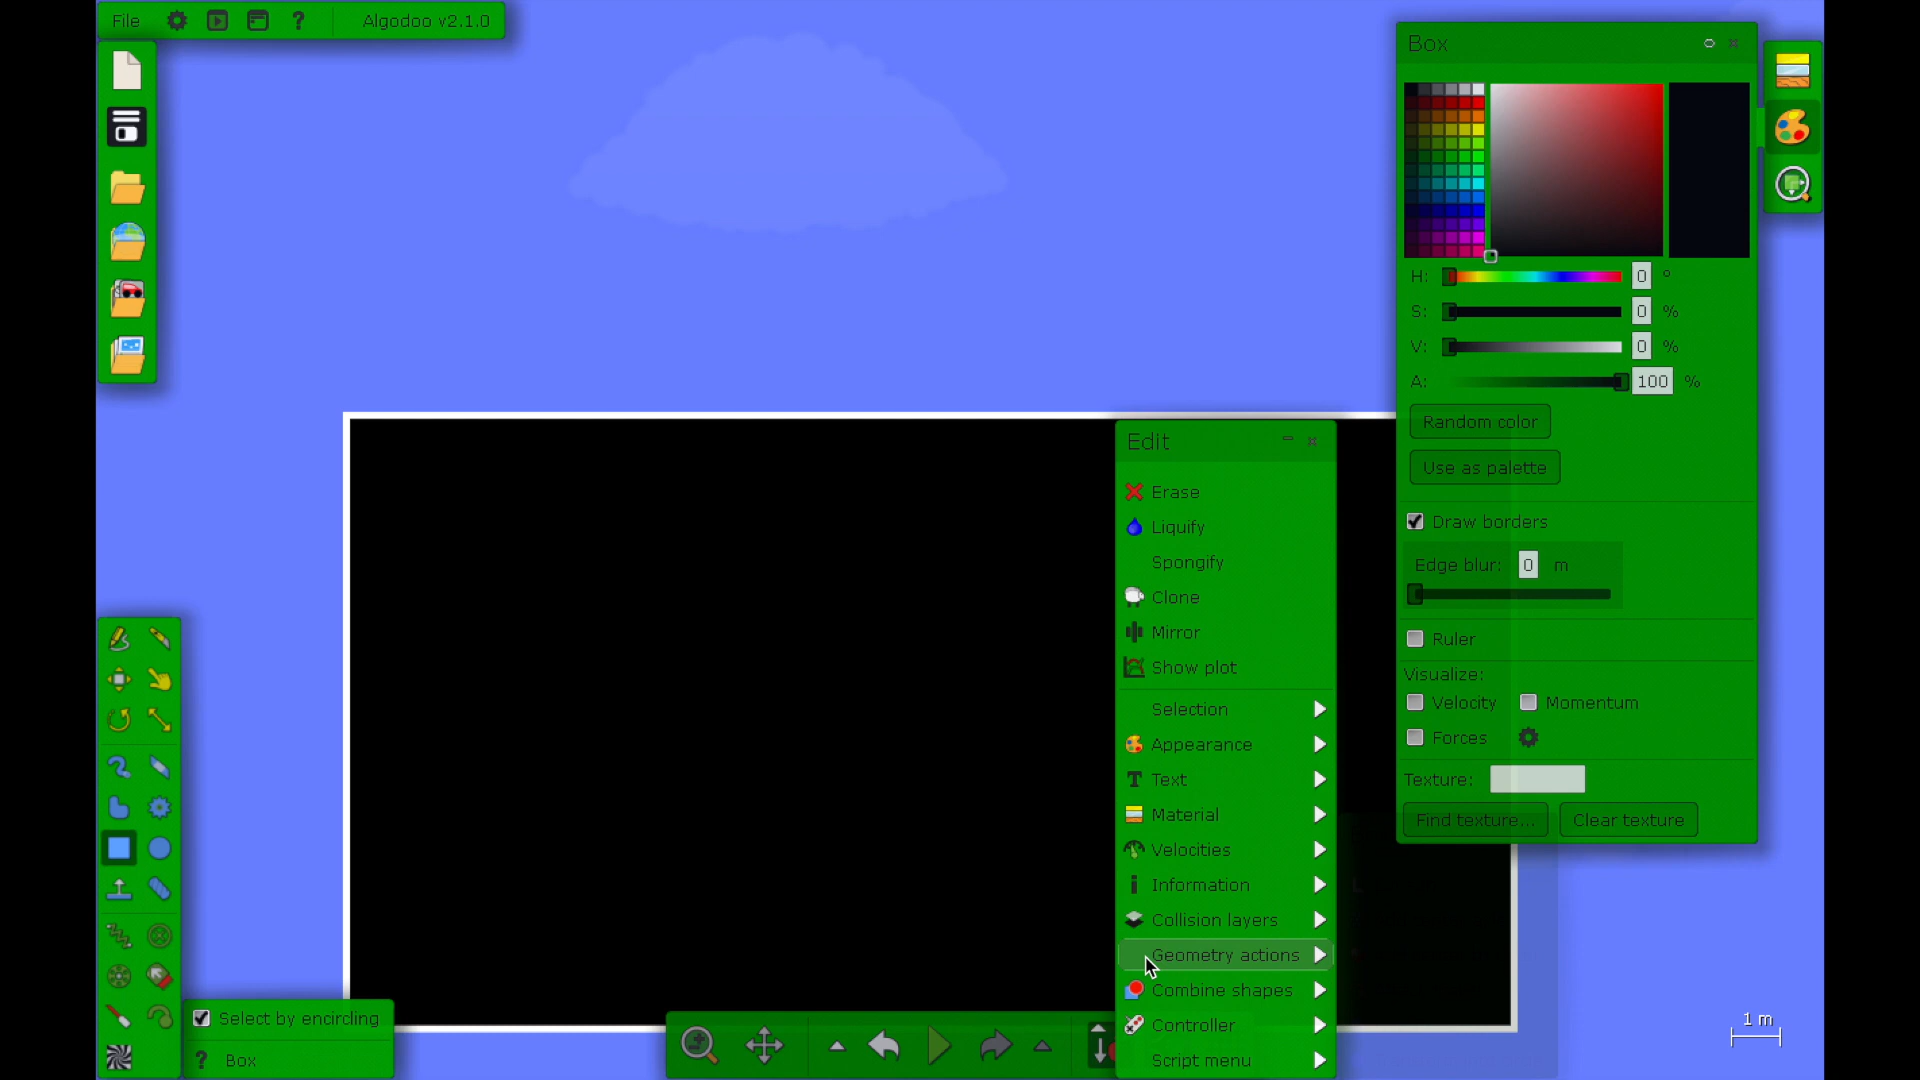 File
?
Algodoo v2.1.0
Box
H: 0 °
S: 0 %
V: 0 %
A: 100 %
Random color
Use as palette
Draw borders
Edge blur: 0 m
Ruler
Visualize:
Velocity
Momentum
Forces
Texture:
Find texture...
Clear texture
Edit
Erase
Liquify
Spongify
Clone
Mirror
Show plot
Selection
Appearance
Text
Material
Velocities
Information
Collision layers
Geometry actions
Combine shapes
Controller
Script menu
Select by encircling
? Box
1 m